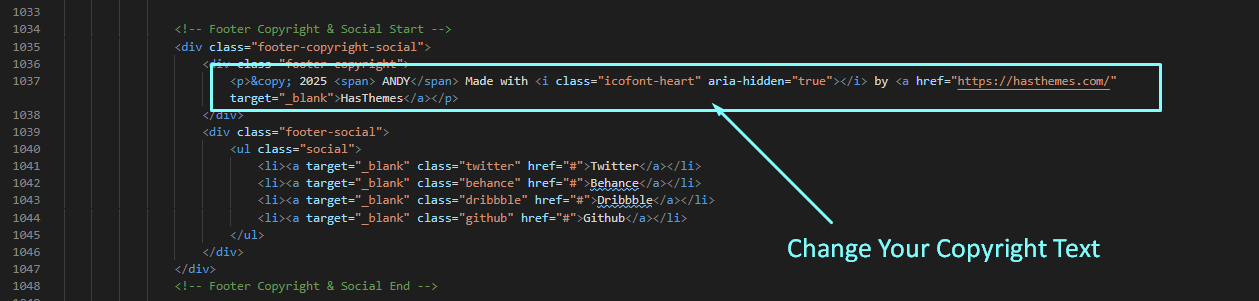 1033
1034 <!-- Footer Copyright & Social Start -->
1035 <div class="footer-copyright-social">
1036 <div class="footer-copyright">
1037 <p>&copy; 2025 <span> ANDY</span> Made with <i class="icofont-heart" aria-hidden="true"></i> by <a href="https://hasthemes.com/"
target="_blank">HasThemes</a></p>
1038 </div>
1039 <div class="footer-social">
1040 <ul class="social">
1041 <li><a target="_blank" class="twitter" href="#">Twitter</a></li>
1042 <li><a target="_blank" class="behance" href="#">Behance</a></li>
1043 <li><a target="_blank" class="dribbble" href="#">Dribbble</a></li>
1044 <li><a target="_blank" class="github" href="#">Github</a></li>
1045 </ul>
1046 </div>
1047 </div>
1048 <!-- Footer Copyright & Social End -->
Change Your Copyright Text